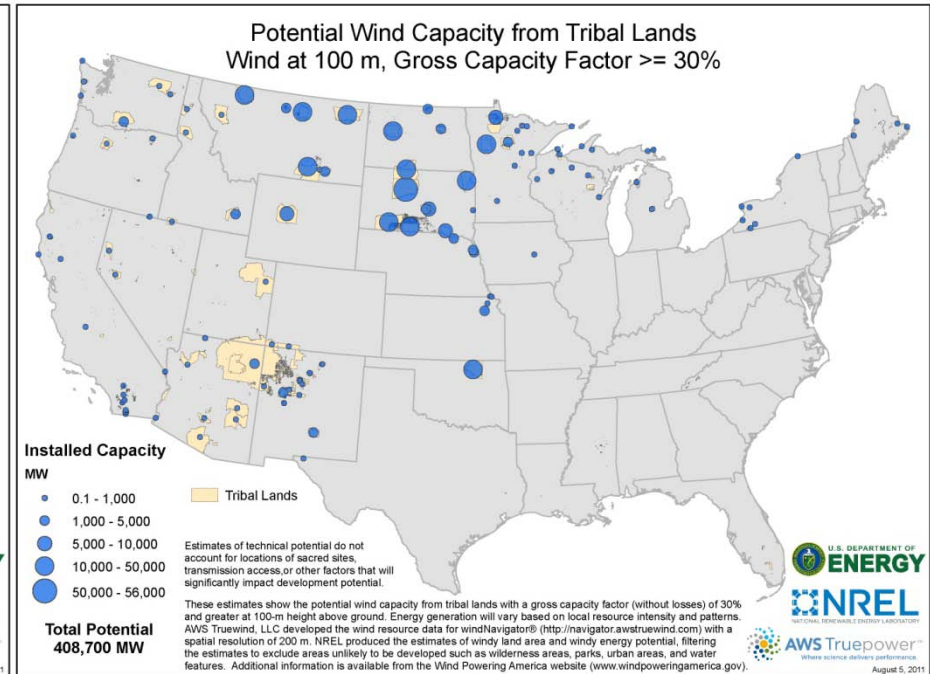 Potential Wind Capacity from Tribal Lands
Wind at 100 m, Gross Capacity Factor >= 30%
Installed Capacity
MW
0.1 - 1,000
1,000 - 5,000
5,000 - 10,000
10,000 - 50,000
50,000 - 56,000
Total Potential
408,700 MW
Tribal Lands
Estimates of technical potential do not
account for locations of sacred sites,
transmission access,or other factors that will
significantly impact development potential.
These estimates show the potential wind capacity from tribal lands with a gross capacity factor (without losses) of 30%
and greater at 100-m height above ground. Energy generation will vary based on local resource intensity and patterns.
AWS Truewind, LLC developed the wind resource data for windNavigator® (http://navigator.awstruewind.com) with a
spatial resolution of 200 m. NREL produced the estimates of windy land area and windy energy potential, filtering
the estimates to exclude areas unlikely to be developed such as wilderness areas, parks, urban areas, and water
features. Additional information is available from the Wind Powering America website (www.windpoweringamerica.gov).
U.S. DEPARTMENT OF
ENERGY
NREL
NATIONAL RENEWABLE ENERGY LABORATORY
AWS Truepower™
Where science delivers performance.
August 5, 2011